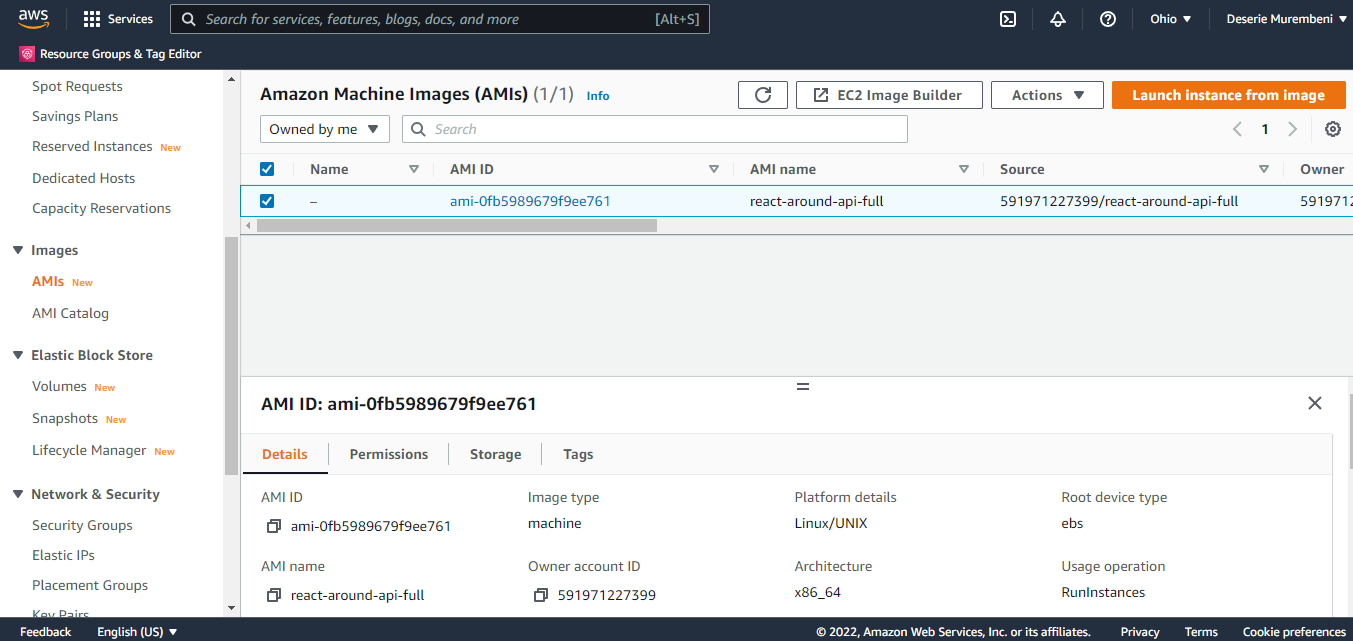 aws Services Search for services, features, blogs, docs, and more [Alt+S] Ohio ▼ Deserie Murembeni ▼
Resource Groups & Tag Editor
Spot Requests
Savings Plans
Reserved Instances New
Dedicated Hosts
Capacity Reservations
Images
AMIs New
AMI Catalog
Elastic Block Store
Volumes New
Snapshots New
Lifecycle Manager New
Network & Security
Security Groups
Elastic IPs
Placement Groups
Key Pairs
Amazon Machine Images (AMIs) (1/1) Info EC2 Image Builder Actions ▼ Launch instance from image
Owned by me ▼ Search 1
Name AMI ID AMI name Source Owner
– ami-0fb5989679f9ee761 react-around-api-full 591971227399/react-around-api-full 5919712
AMI ID: ami-0fb5989679f9ee761
Details Permissions Storage Tags
AMI ID Image type Platform details Root device type
ami-0fb5989679f9ee761 machine Linux/UNIX ebs
AMI name Owner account ID Architecture Usage operation
react-around-api-full 591971227399 x86_64 RunInstances
Feedback English (US) ▼ © 2022, Amazon Web Services, Inc. or its affiliates. Privacy Terms Cookie preferences